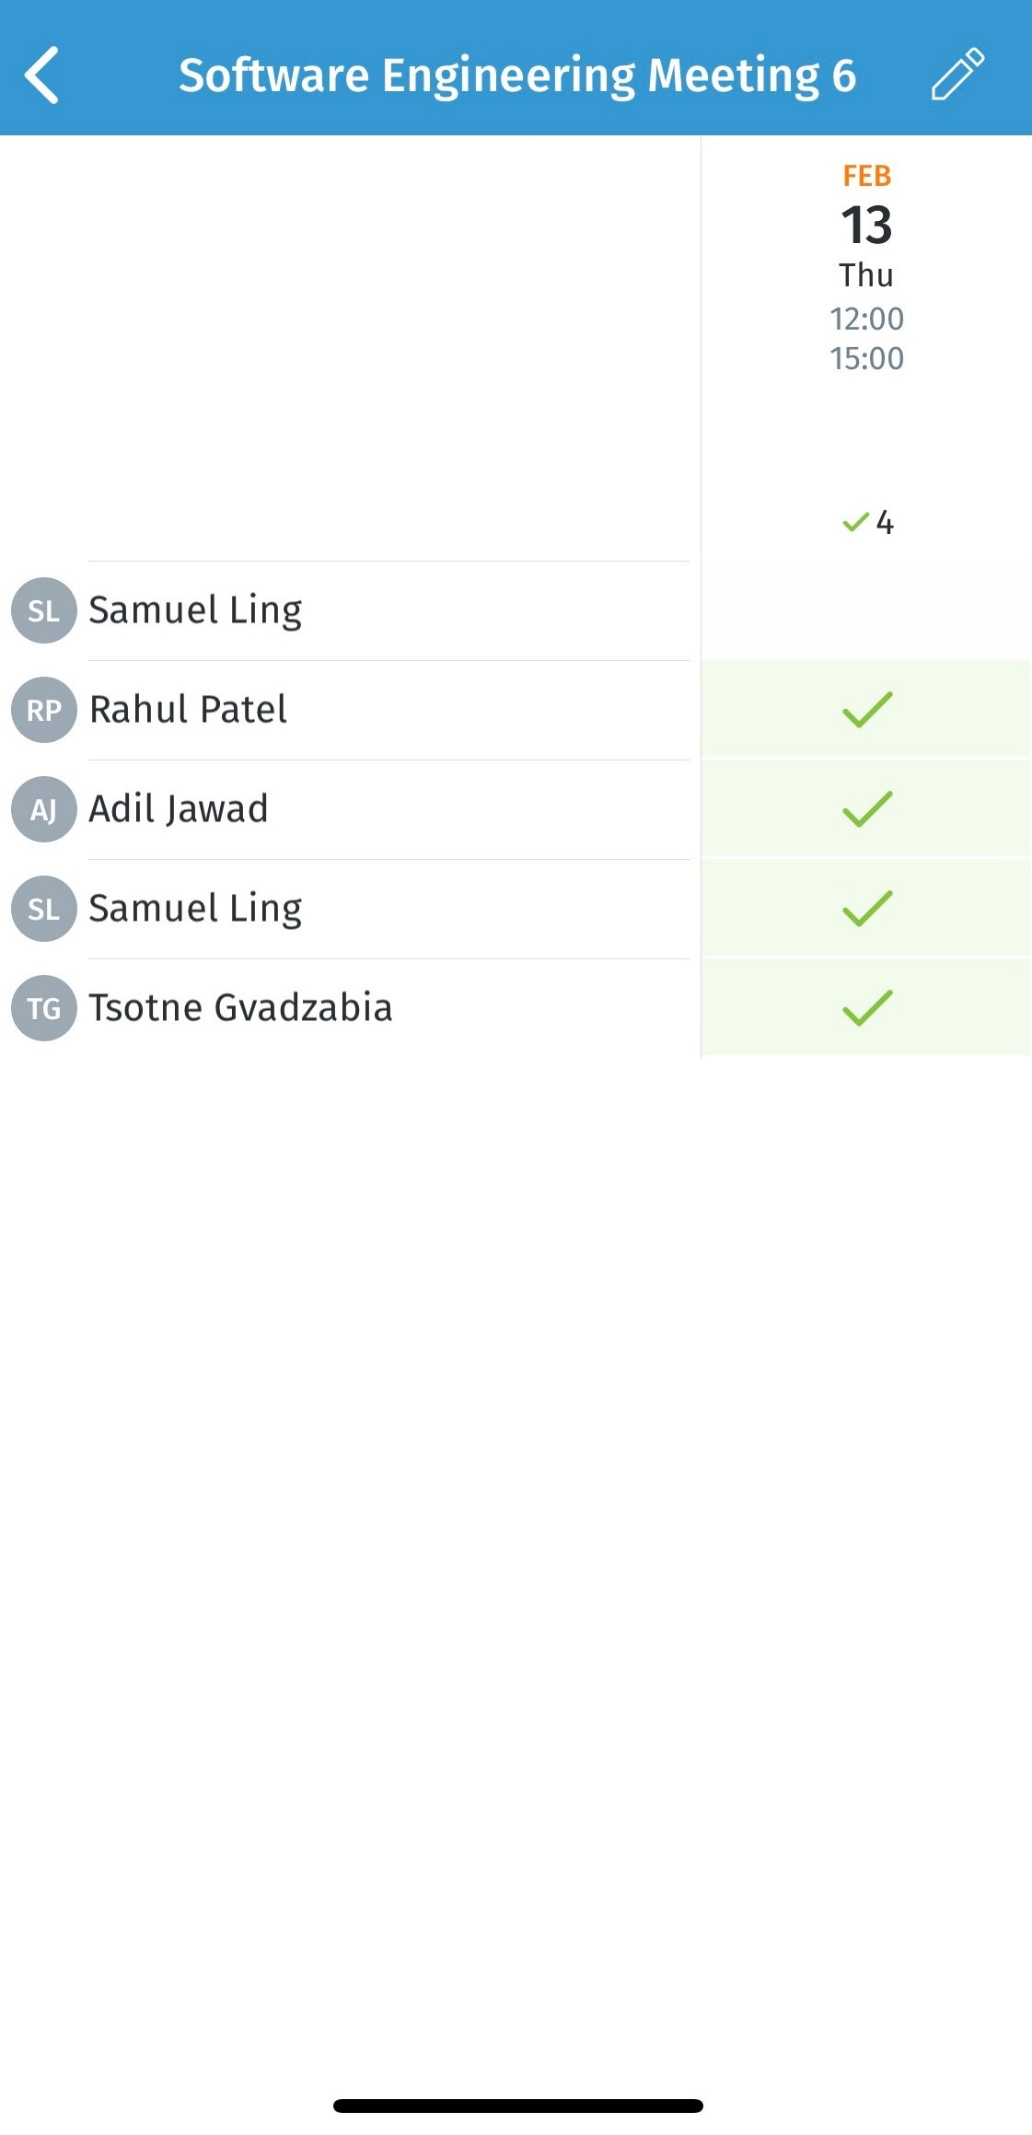 Software Engineering Meeting 6
FEB
13
Thu
12:00
15:00
4
SL Samuel Ling
RP Rahul Patel
AJ Adil Jawad
SL Samuel Ling
TG Tsotne Gvadzabia